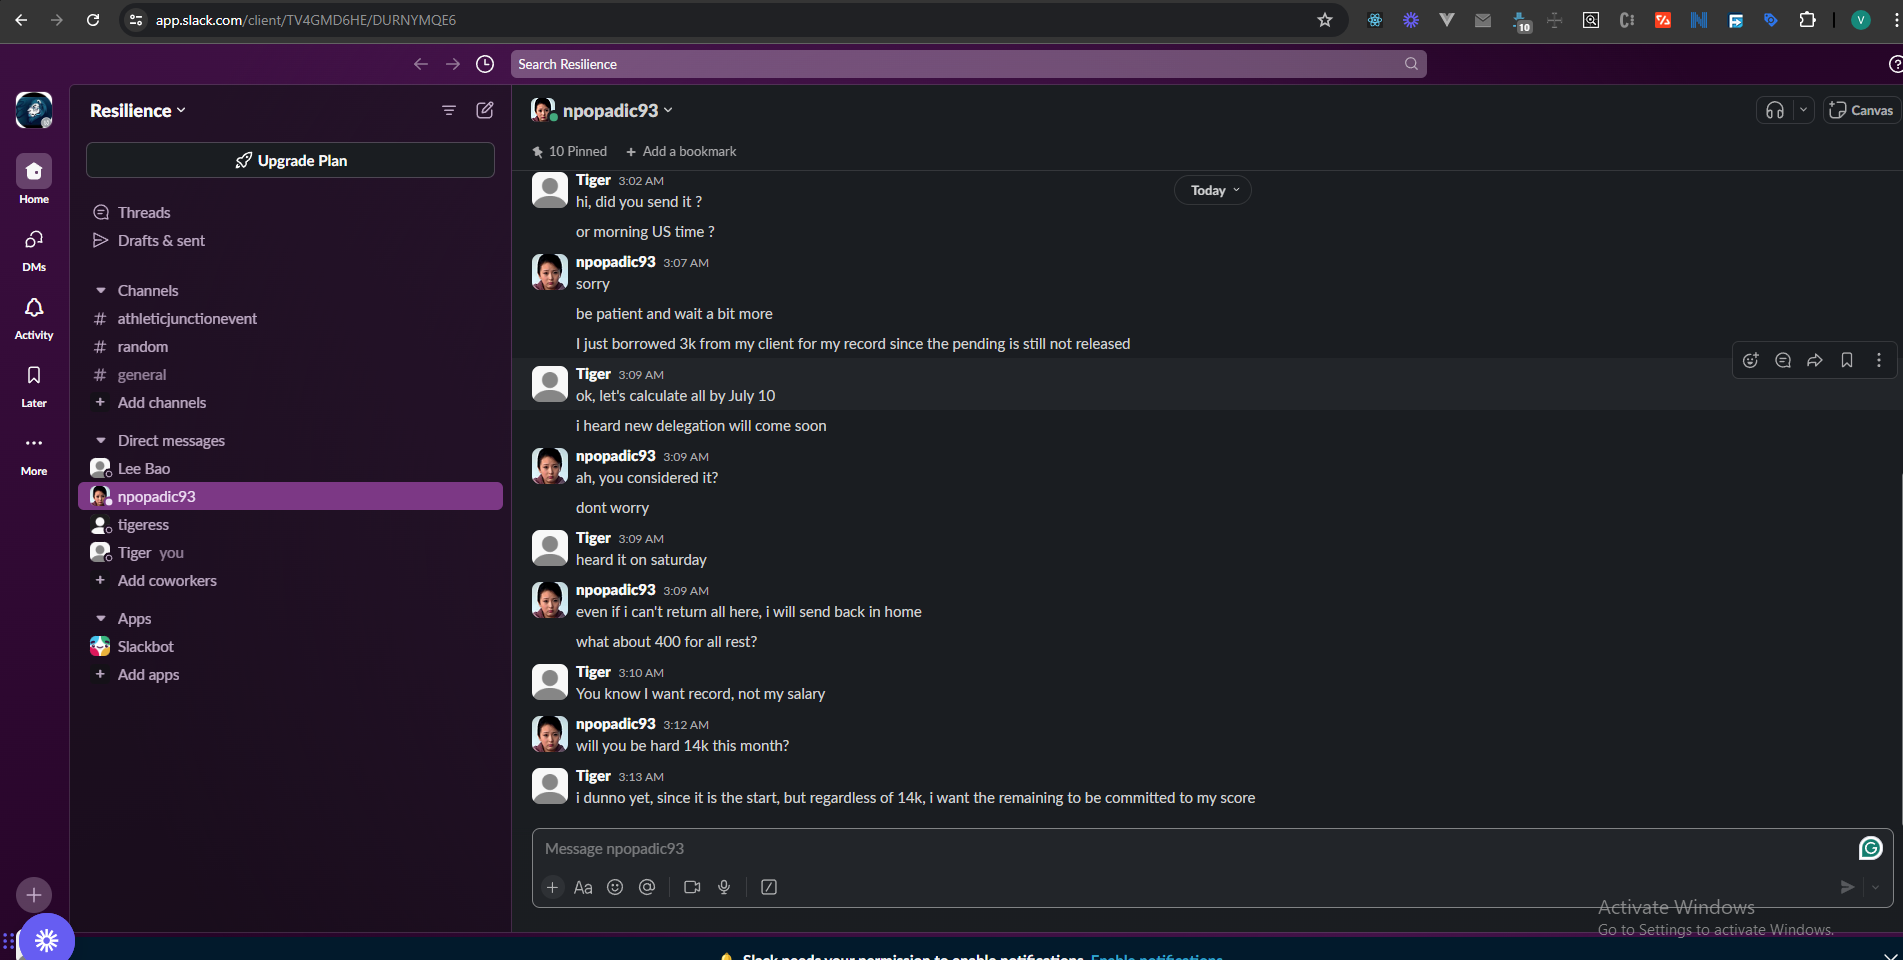 app.slack.com/client/TV4GMD6HE/DURNYMQE6
10
V
Search Resilience
Resilience
Upgrade Plan
Home
Threads
Drafts & sent
DMs
Channels
# athleticjunctionevent
# random
# general
+ Add channels
Activity
Later
More
Direct messages
Lee Bao
npopadic93
tigeress
Tiger you
+ Add coworkers
Apps
Slackbot
+ Add apps
npopadic93
Canvas
10 Pinned
+ Add a bookmark
Today
Tiger 3:02 AM
hi, did you send it ?
or morning US time ?
npopadic93 3:07 AM
sorry
be patient and wait a bit more
I just borrowed 3k from my client for my record since the pending is still not released
Tiger 3:09 AM
ok, let's calculate all by July 10
i heard new delegation will come soon
npopadic93 3:09 AM
ah, you considered it?
dont worry
Tiger 3:09 AM
heard it on saturday
npopadic93 3:09 AM
even if i can't return all here, i will send back in home
what about 400 for all rest?
Tiger 3:10 AM
You know I want record, not my salary
npopadic93 3:12 AM
will you be hard 14k this month?
Tiger 3:13 AM
i dunno yet, since it is the start, but regardless of 14k, i want the remaining to be committed to my score
Message npopadic93
Aa
Activate Windows
Go to Settings to activate Windows.
Slack needs your permission to enable notifications. Enable notifications